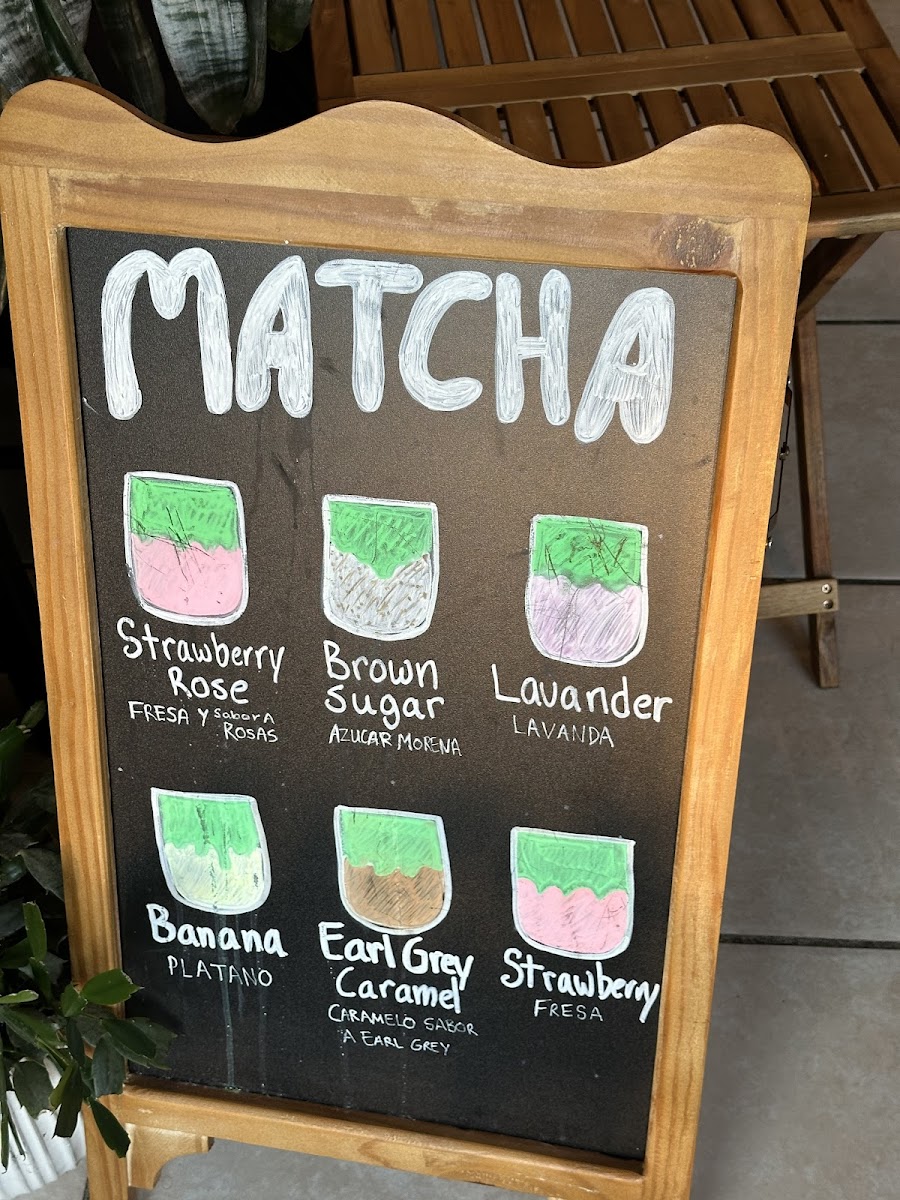 MATCHA
Strawberry
Rose
FRESA Y Sabor A
ROSAS
Brown
Sugar
AZUCAR MORENA
Lavander
LAVANDA
Banana
PLATANO
Earl Grey
Caramel
CARAMELO SABOR
A EARL GREY
Strawberry
FRESA